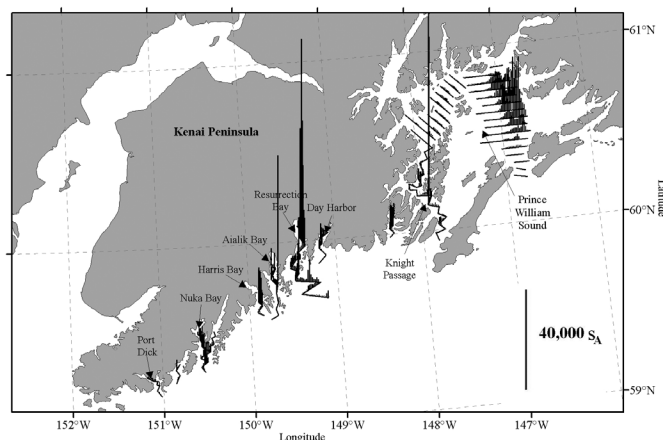 61°N
Kenai Peninsula
Resurrection
Bay
Day Harbor
60°N
Latitude
Prince
William
Sound
Aialik Bay
Knight
Passage
Harris Bay
Nuka Bay
40,000 SA
Port
Dick
59°N
152°W
151°W
150°W
149°W
148°W
147°W
Longitude